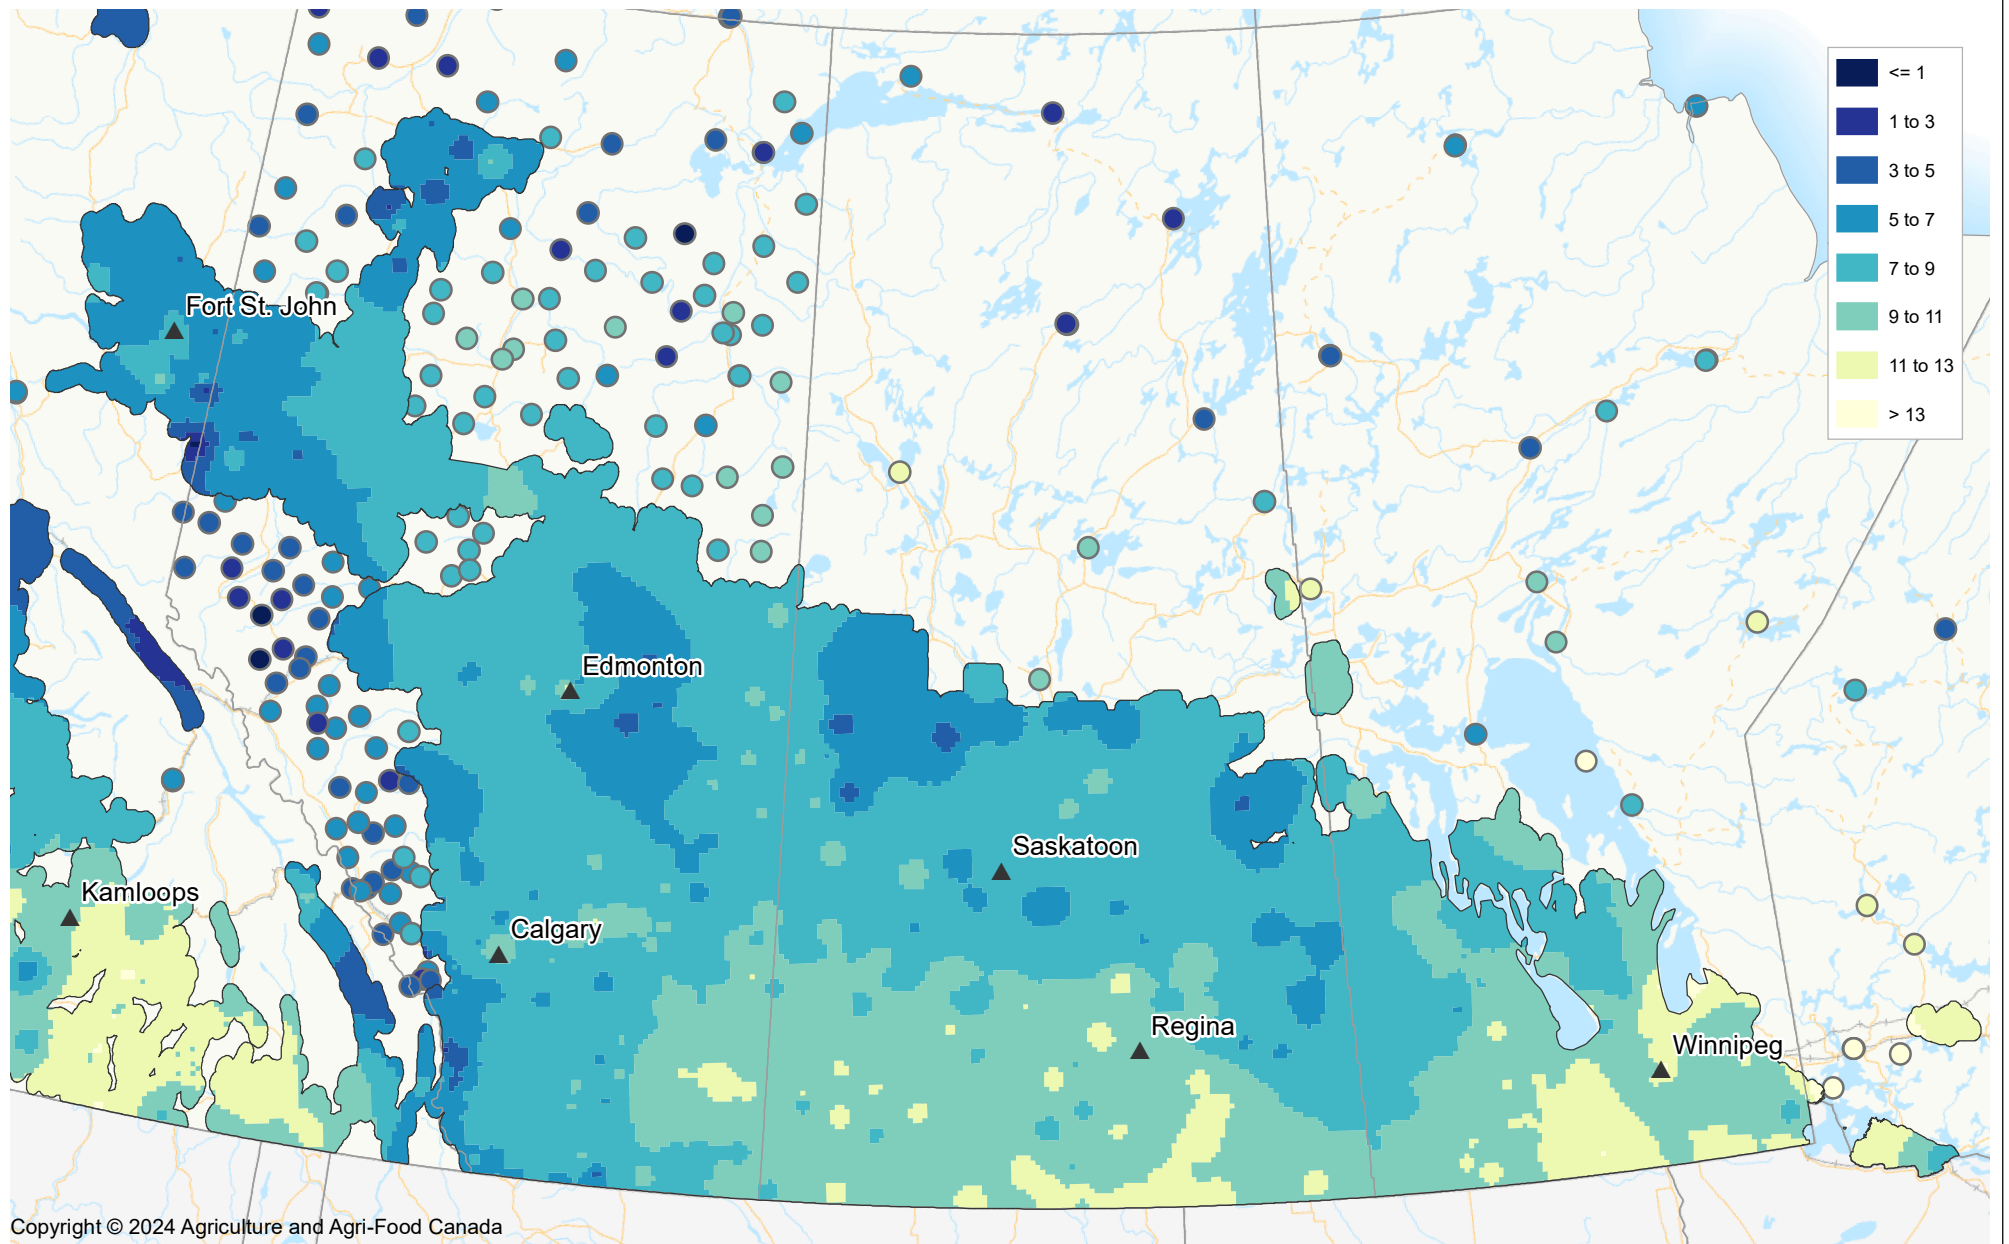 <= 1
1 to 3
3 to 5
5 to 7
7 to 9
9 to 11
11 to 13
> 13
Fort St. John
Edmonton
Saskatoon
Kamloops
Calgary
Regina
Winnipeg
Copyright © 2024 Agriculture and Agri-Food Canada